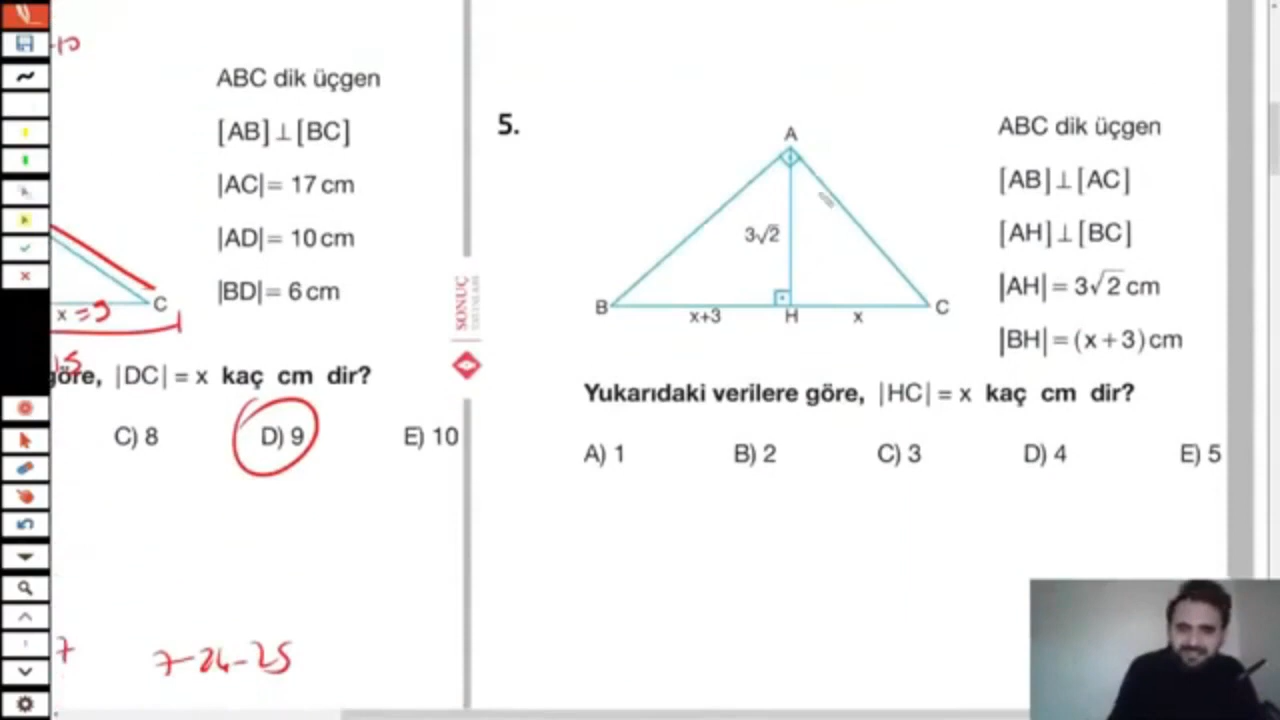 ABC dik üçgen
[AB]⊥[BC]
|AC|= 17 cm
|AD|= 10 cm
|BD|= 6 cm
C
x =9
15
göre, |DC| = x kaç cm dir?
C) 8
D) 9
E) 10
7
7-24-25
SONUÇ
YAYINLARI
5.
A
3√2
B
x+3
H
x
C
ABC dik üçgen
[AB]⊥[AC]
[AH]⊥[BC]
|AH| = 3√2 cm
|BH| = (x + 3) cm
Yukarıdaki verilere göre, |HC| = x kaç cm dir?
A) 1
B) 2
C) 3
D) 4
E) 5